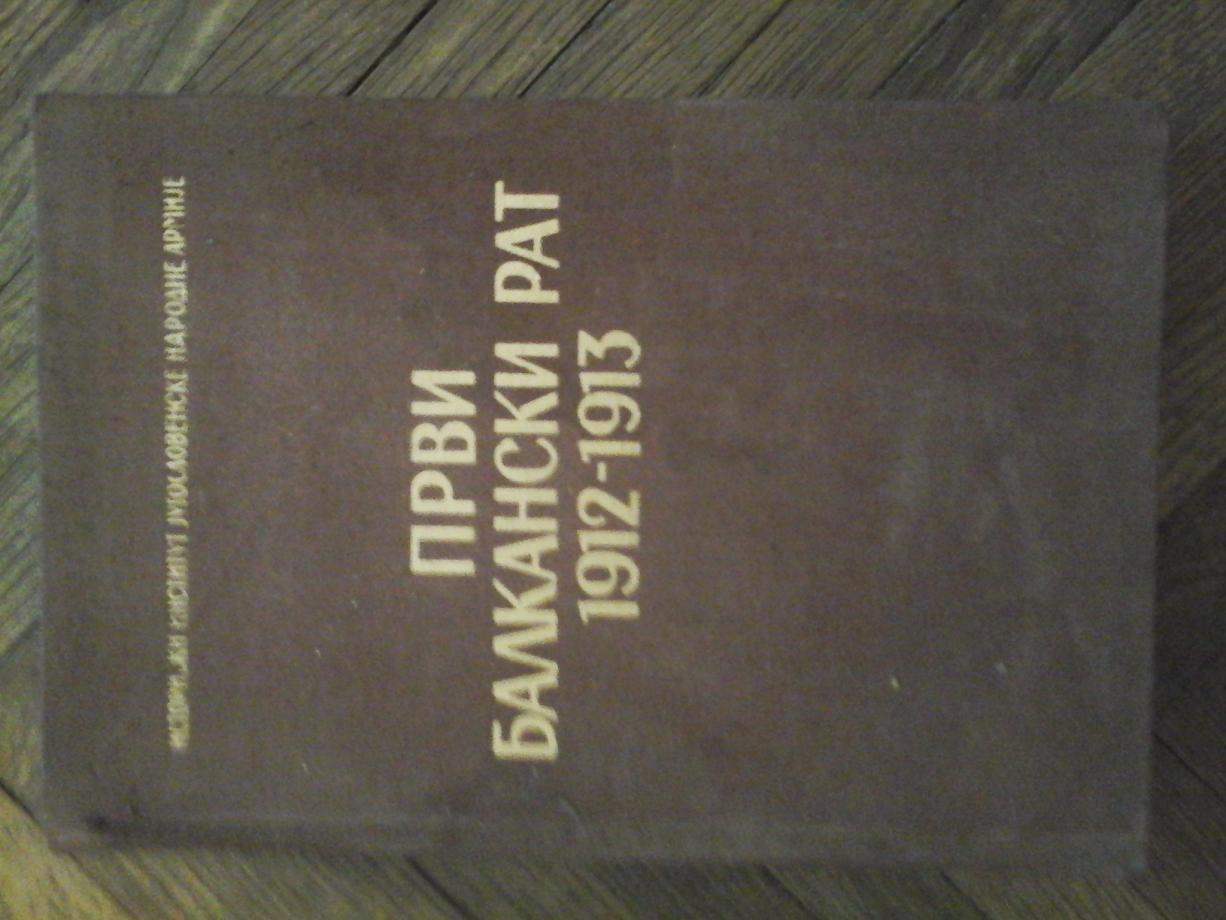 ИСТОРИЈСКИ ИНСТИТУТ ЈУГОСЛОВЕНСКЕ НАРОДНЕ АРМИЈЕ
ПРВИ
БАЛКАНСКИ РАТ
1912-1913